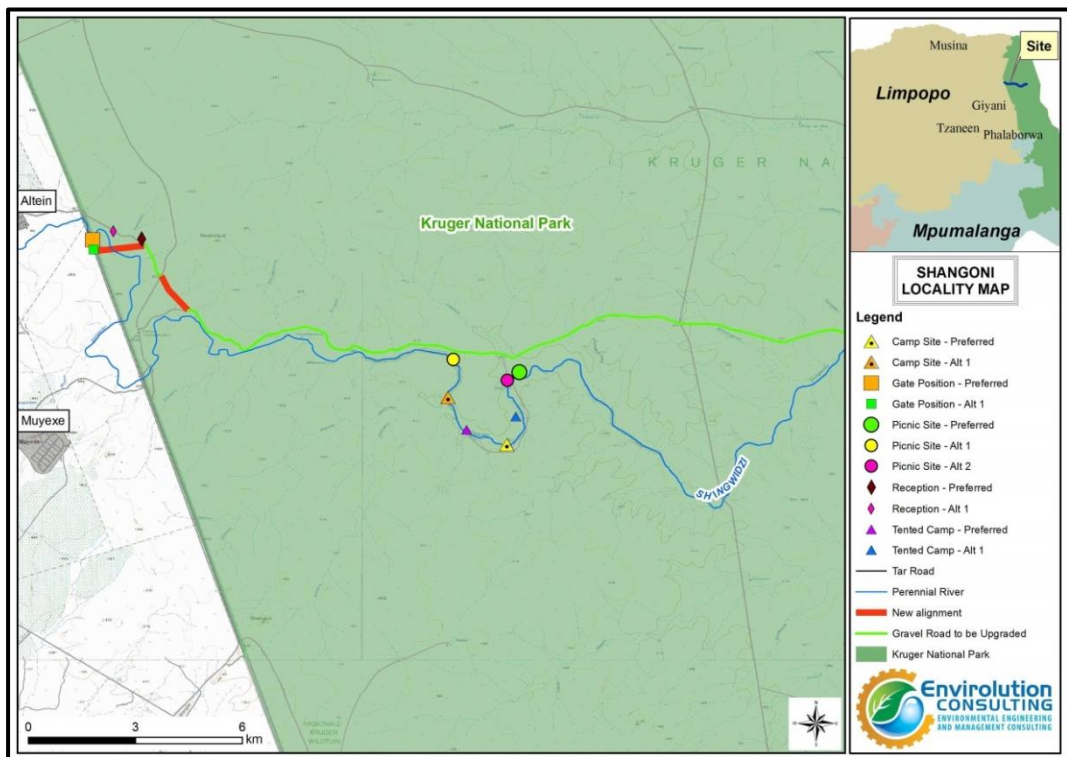 Altein
Muyexe
Kruger National Park
KRUGER NA
SHINGWIDZI
NASIONALE
KRUGER
WILDTUIN
0 3 6
km
Musina
Site
Limpopo
Giyani
Tzaneen
Phalaborwa
Mpumalanga
SHANGONI
LOCALITY MAP
Legend
Camp Site - Preferred
Camp Site - Alt 1
Gate Position - Preferred
Gate Position - Alt 1
Picnic Site - Preferred
Picnic Site - Alt 1
Picnic Site - Alt 2
Reception - Preferred
Reception - Alt 1
Tented Camp - Preferred
Tented Camp - Alt 1
Tar Road
Perennial River
New alignment
Gravel Road to be Upgraded
Kruger National Park
Envirolution
CONSULTING
ENVIRONMENTAL ENGINEERING
AND MANAGEMENT CONSULTING